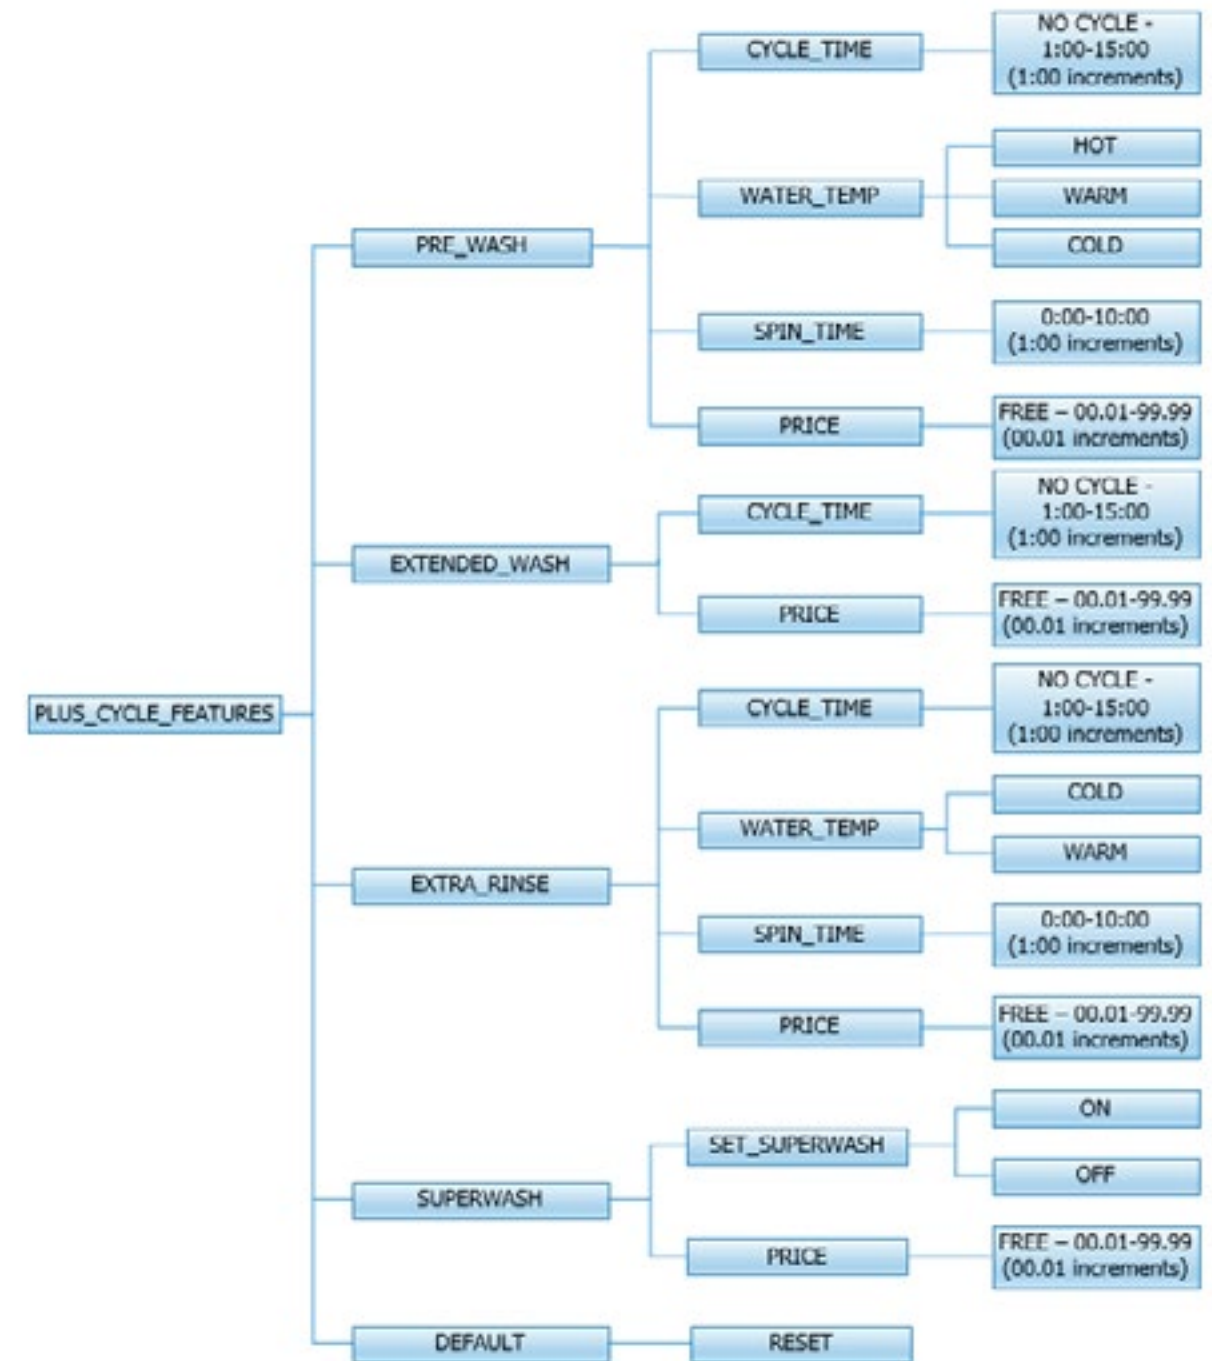 PLUS_CYCLE_FEATURES
PRE_WASH
CYCLE_TIME
NO CYCLE -
1:00-15:00
(1:00 increments)
WATER_TEMP
HOT
WARM
COLD
SPIN_TIME
0:00-10:00
(1:00 increments)
PRICE
FREE – 00.01-99.99
(00.01 increments)
EXTENDED_WASH
CYCLE_TIME
NO CYCLE -
1:00-15:00
(1:00 increments)
PRICE
FREE – 00.01-99.99
(00.01 increments)
EXTRA_RINSE
CYCLE_TIME
NO CYCLE -
1:00-15:00
(1:00 increments)
WATER_TEMP
COLD
WARM
SPIN_TIME
0:00-10:00
(1:00 increments)
PRICE
FREE – 00.01-99.99
(00.01 increments)
SUPERWASH
SET_SUPERWASH
ON
OFF
PRICE
FREE – 00.01-99.99
(00.01 increments)
DEFAULT
RESET